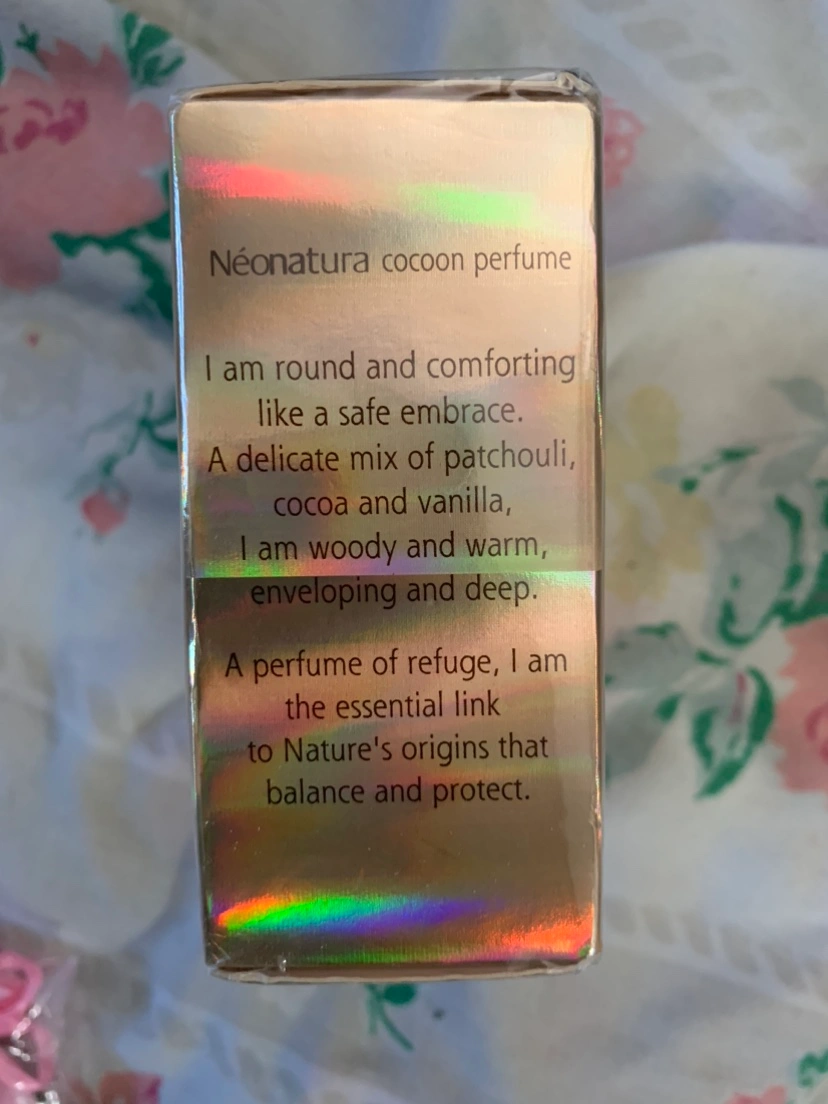 Néonatura cocoon perfume
I am round and comforting
like a safe embrace.
A delicate mix of patchouli,
cocoa and vanilla,
I am woody and warm,
enveloping and deep.
A perfume of refuge, I am
the essential link
to Nature's origins that
balance and protect.